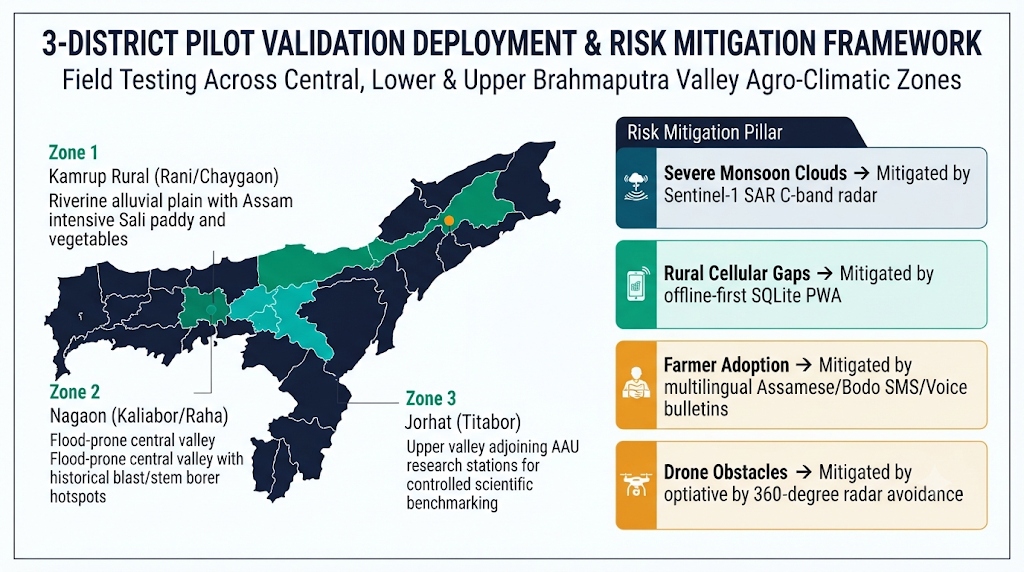 3-DISTRICT PILOT VALIDATION DEPLOYMENT & RISK MITIGATION FRAMEWORK
Field Testing Across Central, Lower & Upper Brahmaputra Valley Agro-Climatic Zones
Zone 1
Kamrup Rural (Rani/Chaygaon)
Riverine alluvial plain with Assam
intensive Sali paddy and
vegetables
Zone 2
Nagaon (Kaliabor/Raha)
Flood-prone central valley
Flood-prone central valley with
historical blast/stem borer
hotspots
Zone 3
Jorhat (Titabor)
Upper valley adjoining AAU
research stations for
controlled scientific
benchmarking
Risk Mitigation Pillar
Severe Monsoon Clouds → Mitigated by
Sentinel-1 SAR C-band radar
Rural Cellular Gaps → Mitigated by
offline-first SQLite PWA
Farmer Adoption → Mitigated by
multilingual Assamese/Bodo SMS/Voice
bulletins
Drone Obstacles → Mitigated by
optiative by 360-degree radar avoidance